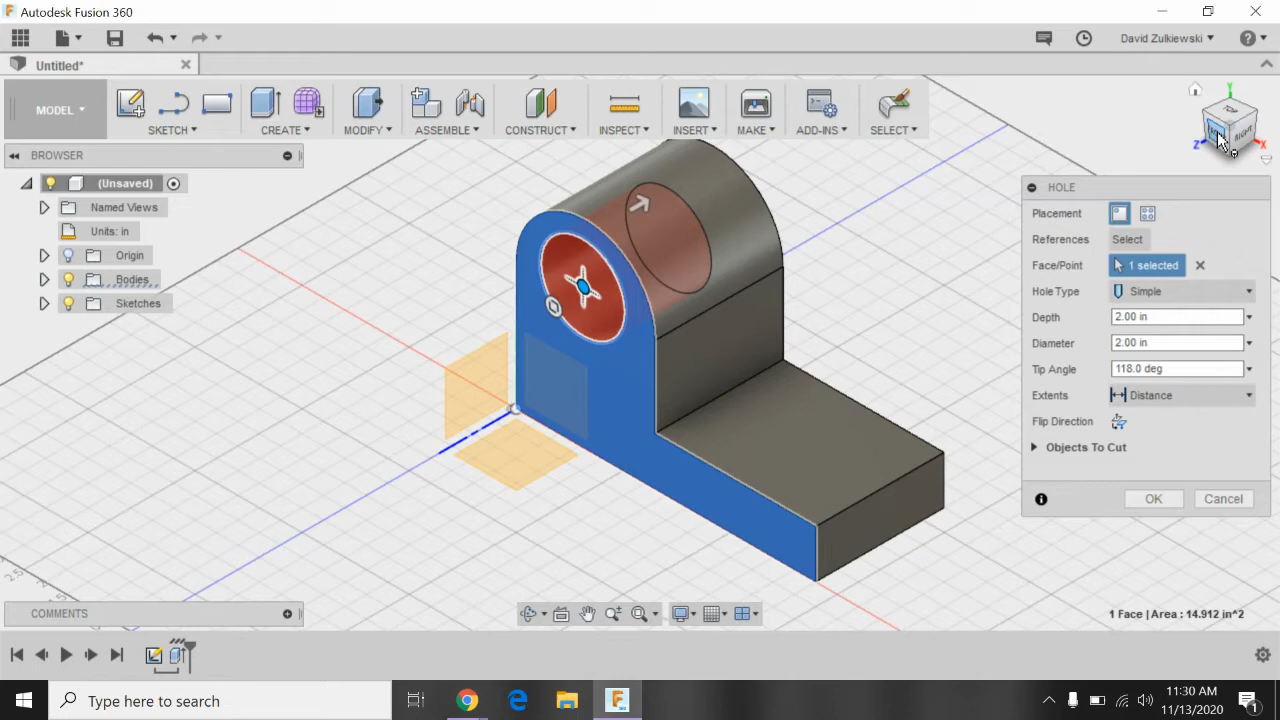 Autodesk Fusion 360
David Zulkiewski
Untitled*
MODEL
SKETCH
CREATE
MODIFY
ASSEMBLE
CONSTRUCT
INSPECT
INSERT
MAKE
ADD-INS
SELECT
BROWSER
(Unsaved)
Named Views
Units: in
Origin
Bodies
Sketches
Y
RIGHT
Z
X
HOLE
Placement
References Select
Face/Point 1 selected
Hole Type Simple
Depth 2.00 in
Diameter 2.00 in
Tip Angle 118.0 deg
Extents Distance
Flip Direction
Objects To Cut
OK Cancel
2.5
COMMENTS
1 Face | Area : 14.912 in^2
Type here to search
11:30 AM
11/13/2020
1